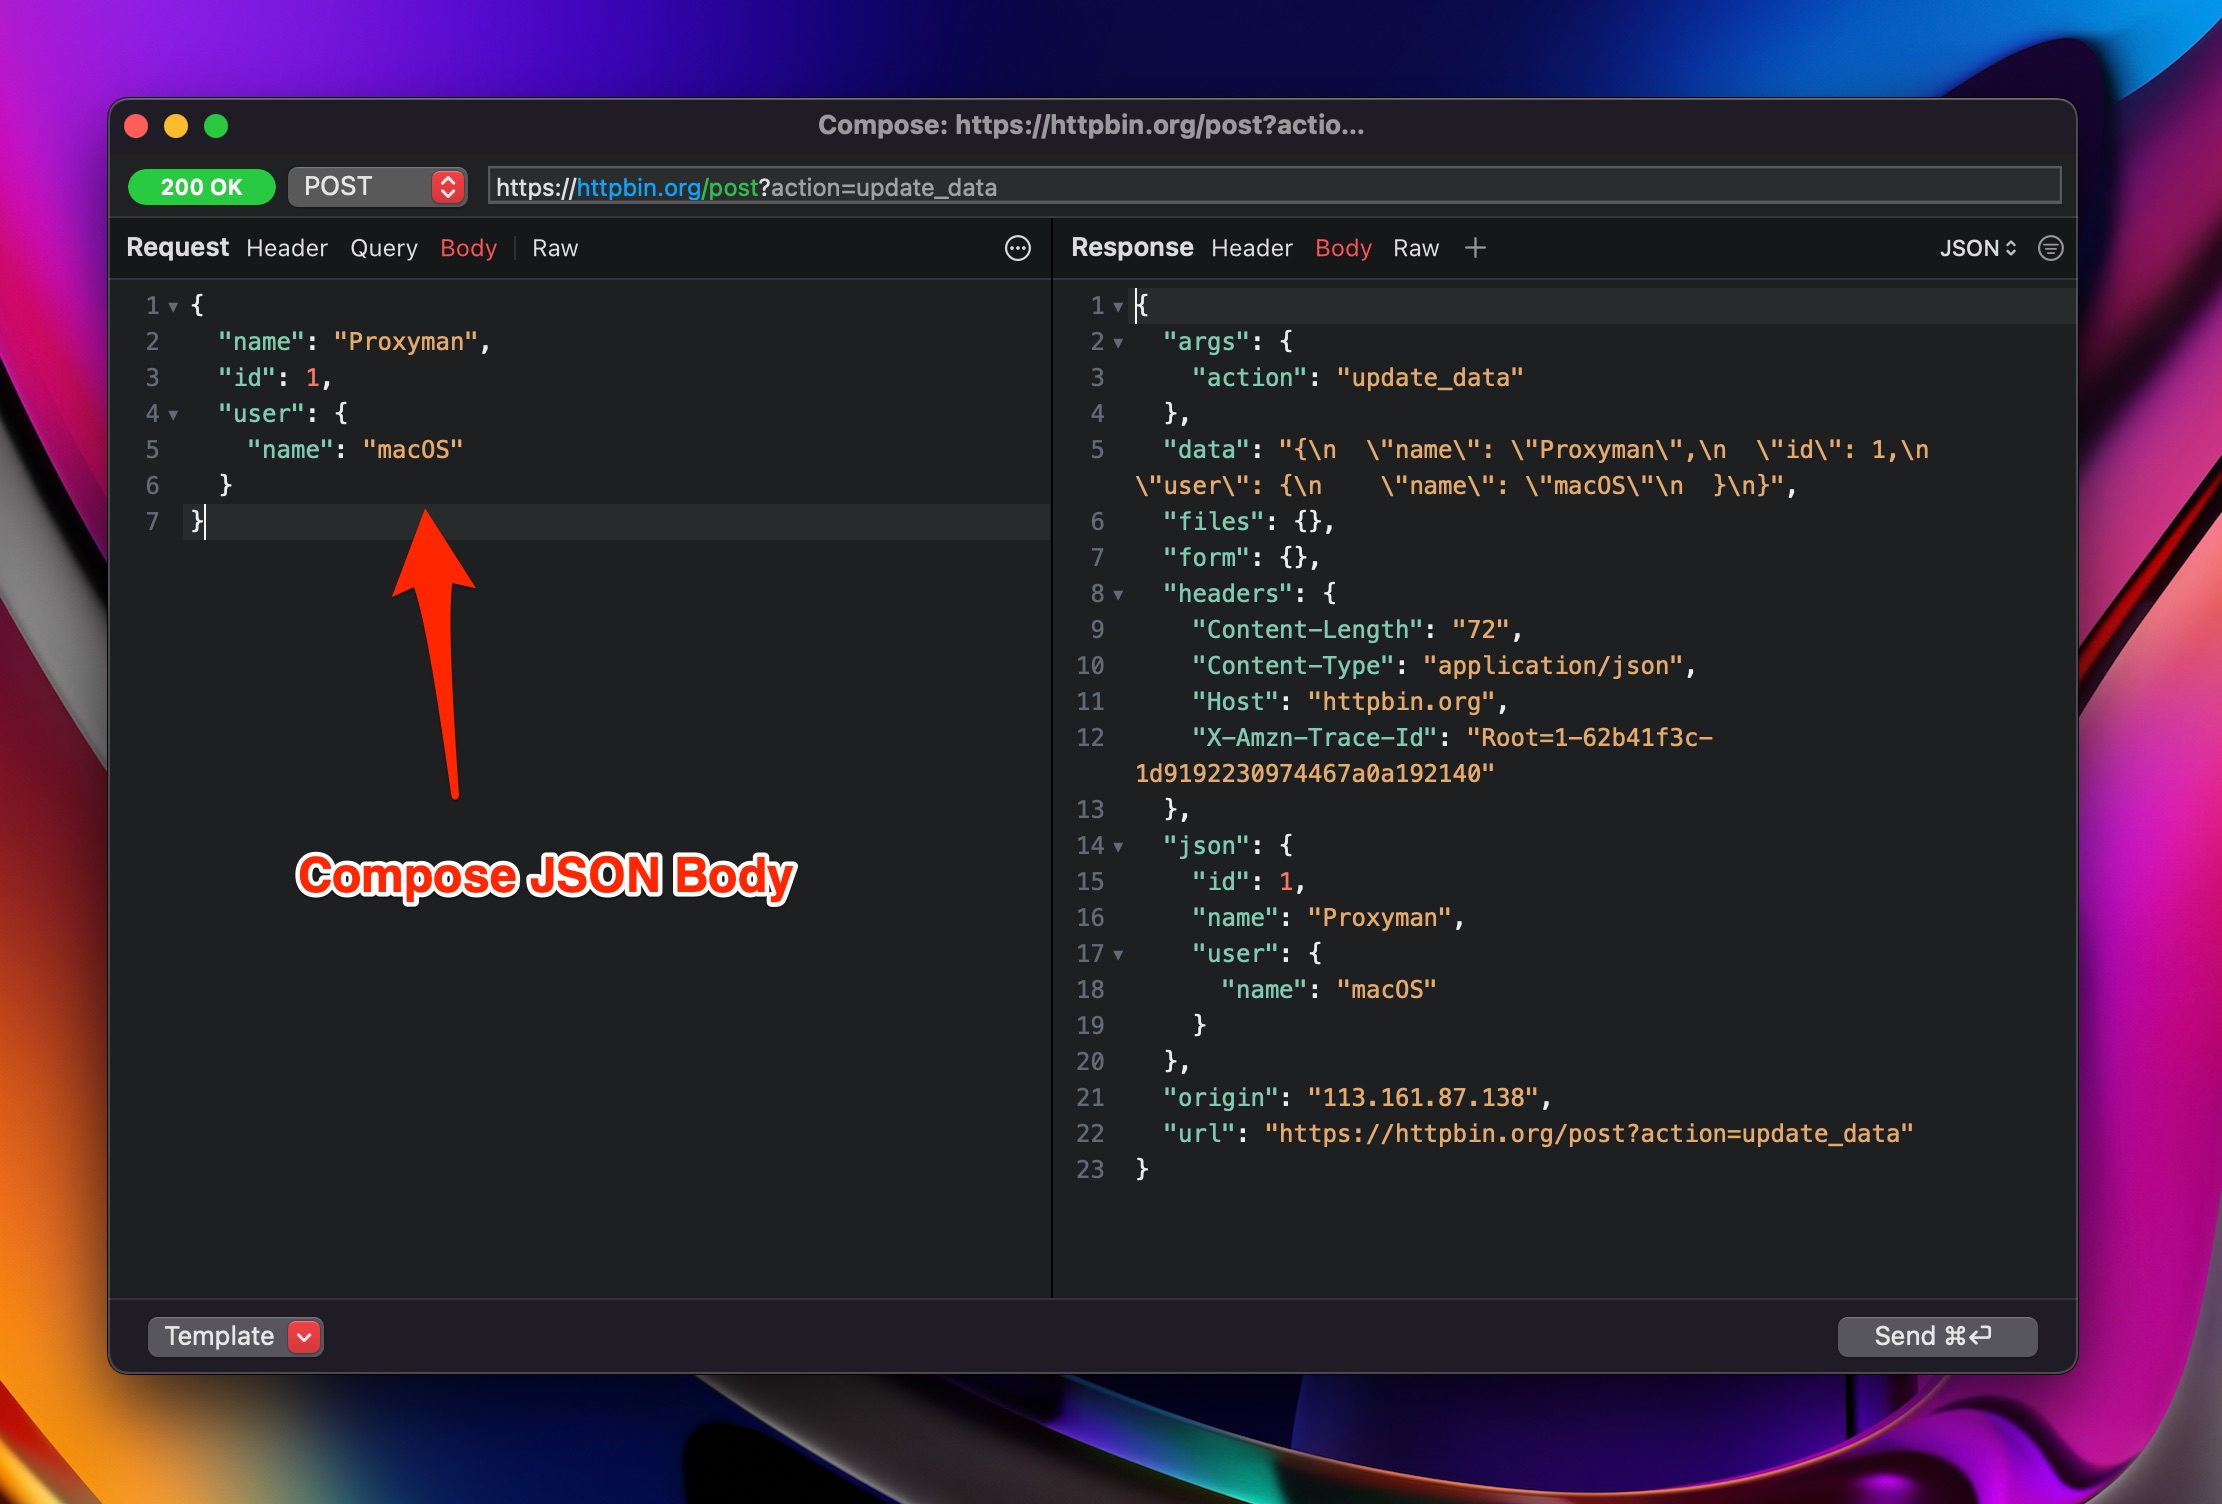 Compose: https://httpbin.org/post?actio...
200 OK POST https://httpbin.org/post?action=update_data
Request Header Query Body Raw
1 {
2   "name": "Proxyman",
3   "id": 1,
4   "user": {
5     "name": "macOS"
6   }
7 }
Compose JSON Body
Response Header Body Raw + JSON
1 {
2   "args": {
3     "action": "update_data"
4   },
5   "data": "{\n  \"name\": \"Proxyman\",\n  \"id\": 1,\n
\"user\": {\n    \"name\": \"macOS\"\n  }\n}",
6   "files": {},
7   "form": {},
8   "headers": {
9     "Content-Length": "72",
10     "Content-Type": "application/json",
11     "Host": "httpbin.org",
12     "X-Amzn-Trace-Id": "Root=1-62b41f3c-
1d9192230974467a0a192140"
13   },
14   "json": {
15     "id": 1,
16     "name": "Proxyman",
17     "user": {
18       "name": "macOS"
19     }
20   },
21   "origin": "113.161.87.138",
22   "url": "https://httpbin.org/post?action=update_data"
23 }
Template
Send ⌘↩